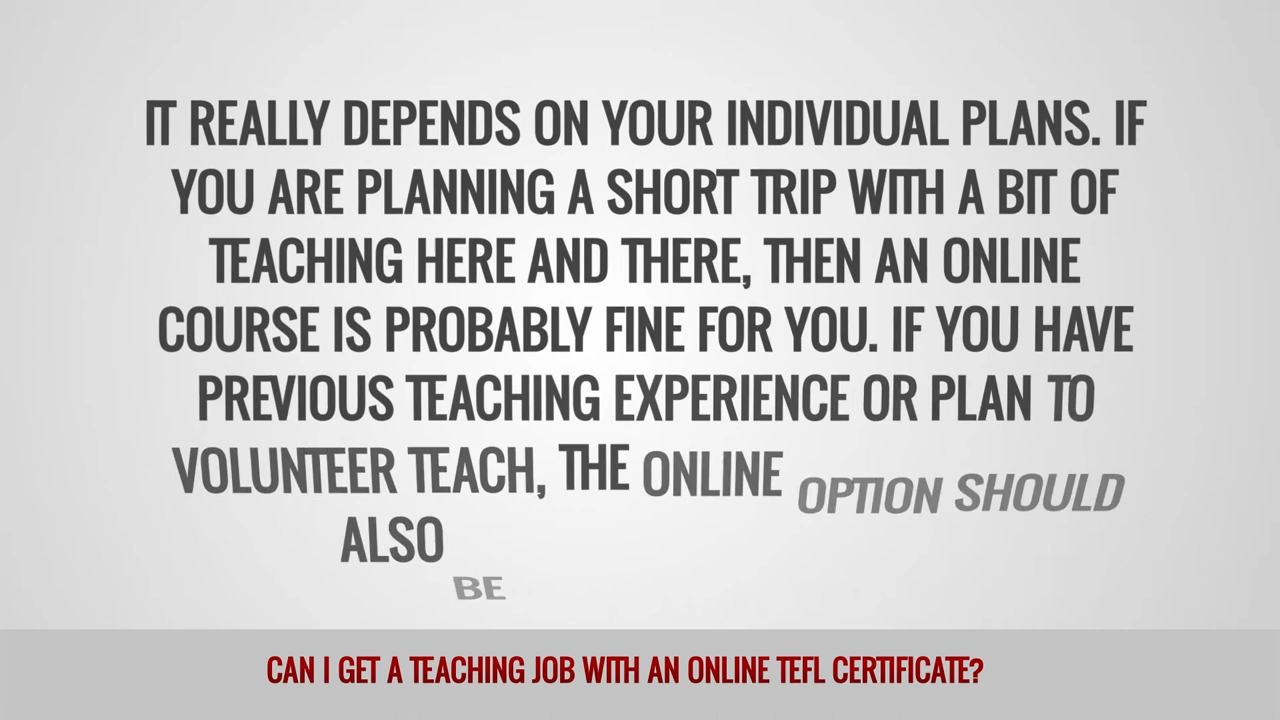 IT REALLY DEPENDS ON YOUR INDIVIDUAL PLANS. IF
YOU ARE PLANNING A SHORT TRIP WITH A BIT OF
TEACHING HERE AND THERE, THEN AN ONLINE
COURSE IS PROBABLY FINE FOR YOU. IF YOU HAVE
PREVIOUS TEACHING EXPERIENCE OR PLAN TO
VOLUNTEER TEACH, THE ONLINE OPTION SHOULD
ALSO BE
CAN I GET A TEACHING JOB WITH AN ONLINE TEFL CERTIFICATE?